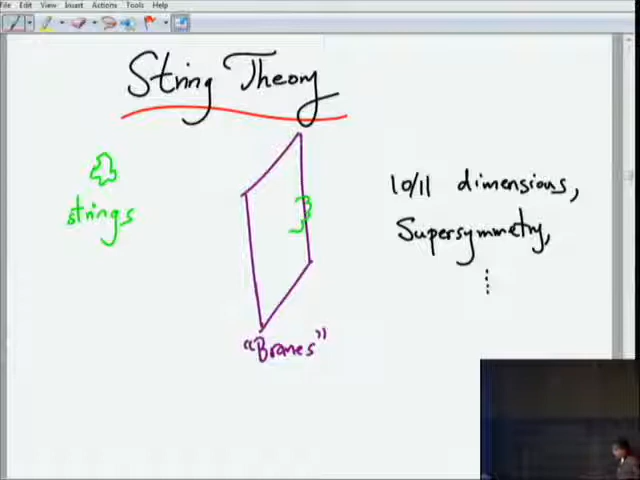 File Edit View Insert Actions Tools Help
String Theory
strings
10/11 dimensions,
Supersymmetry,
"Branes"